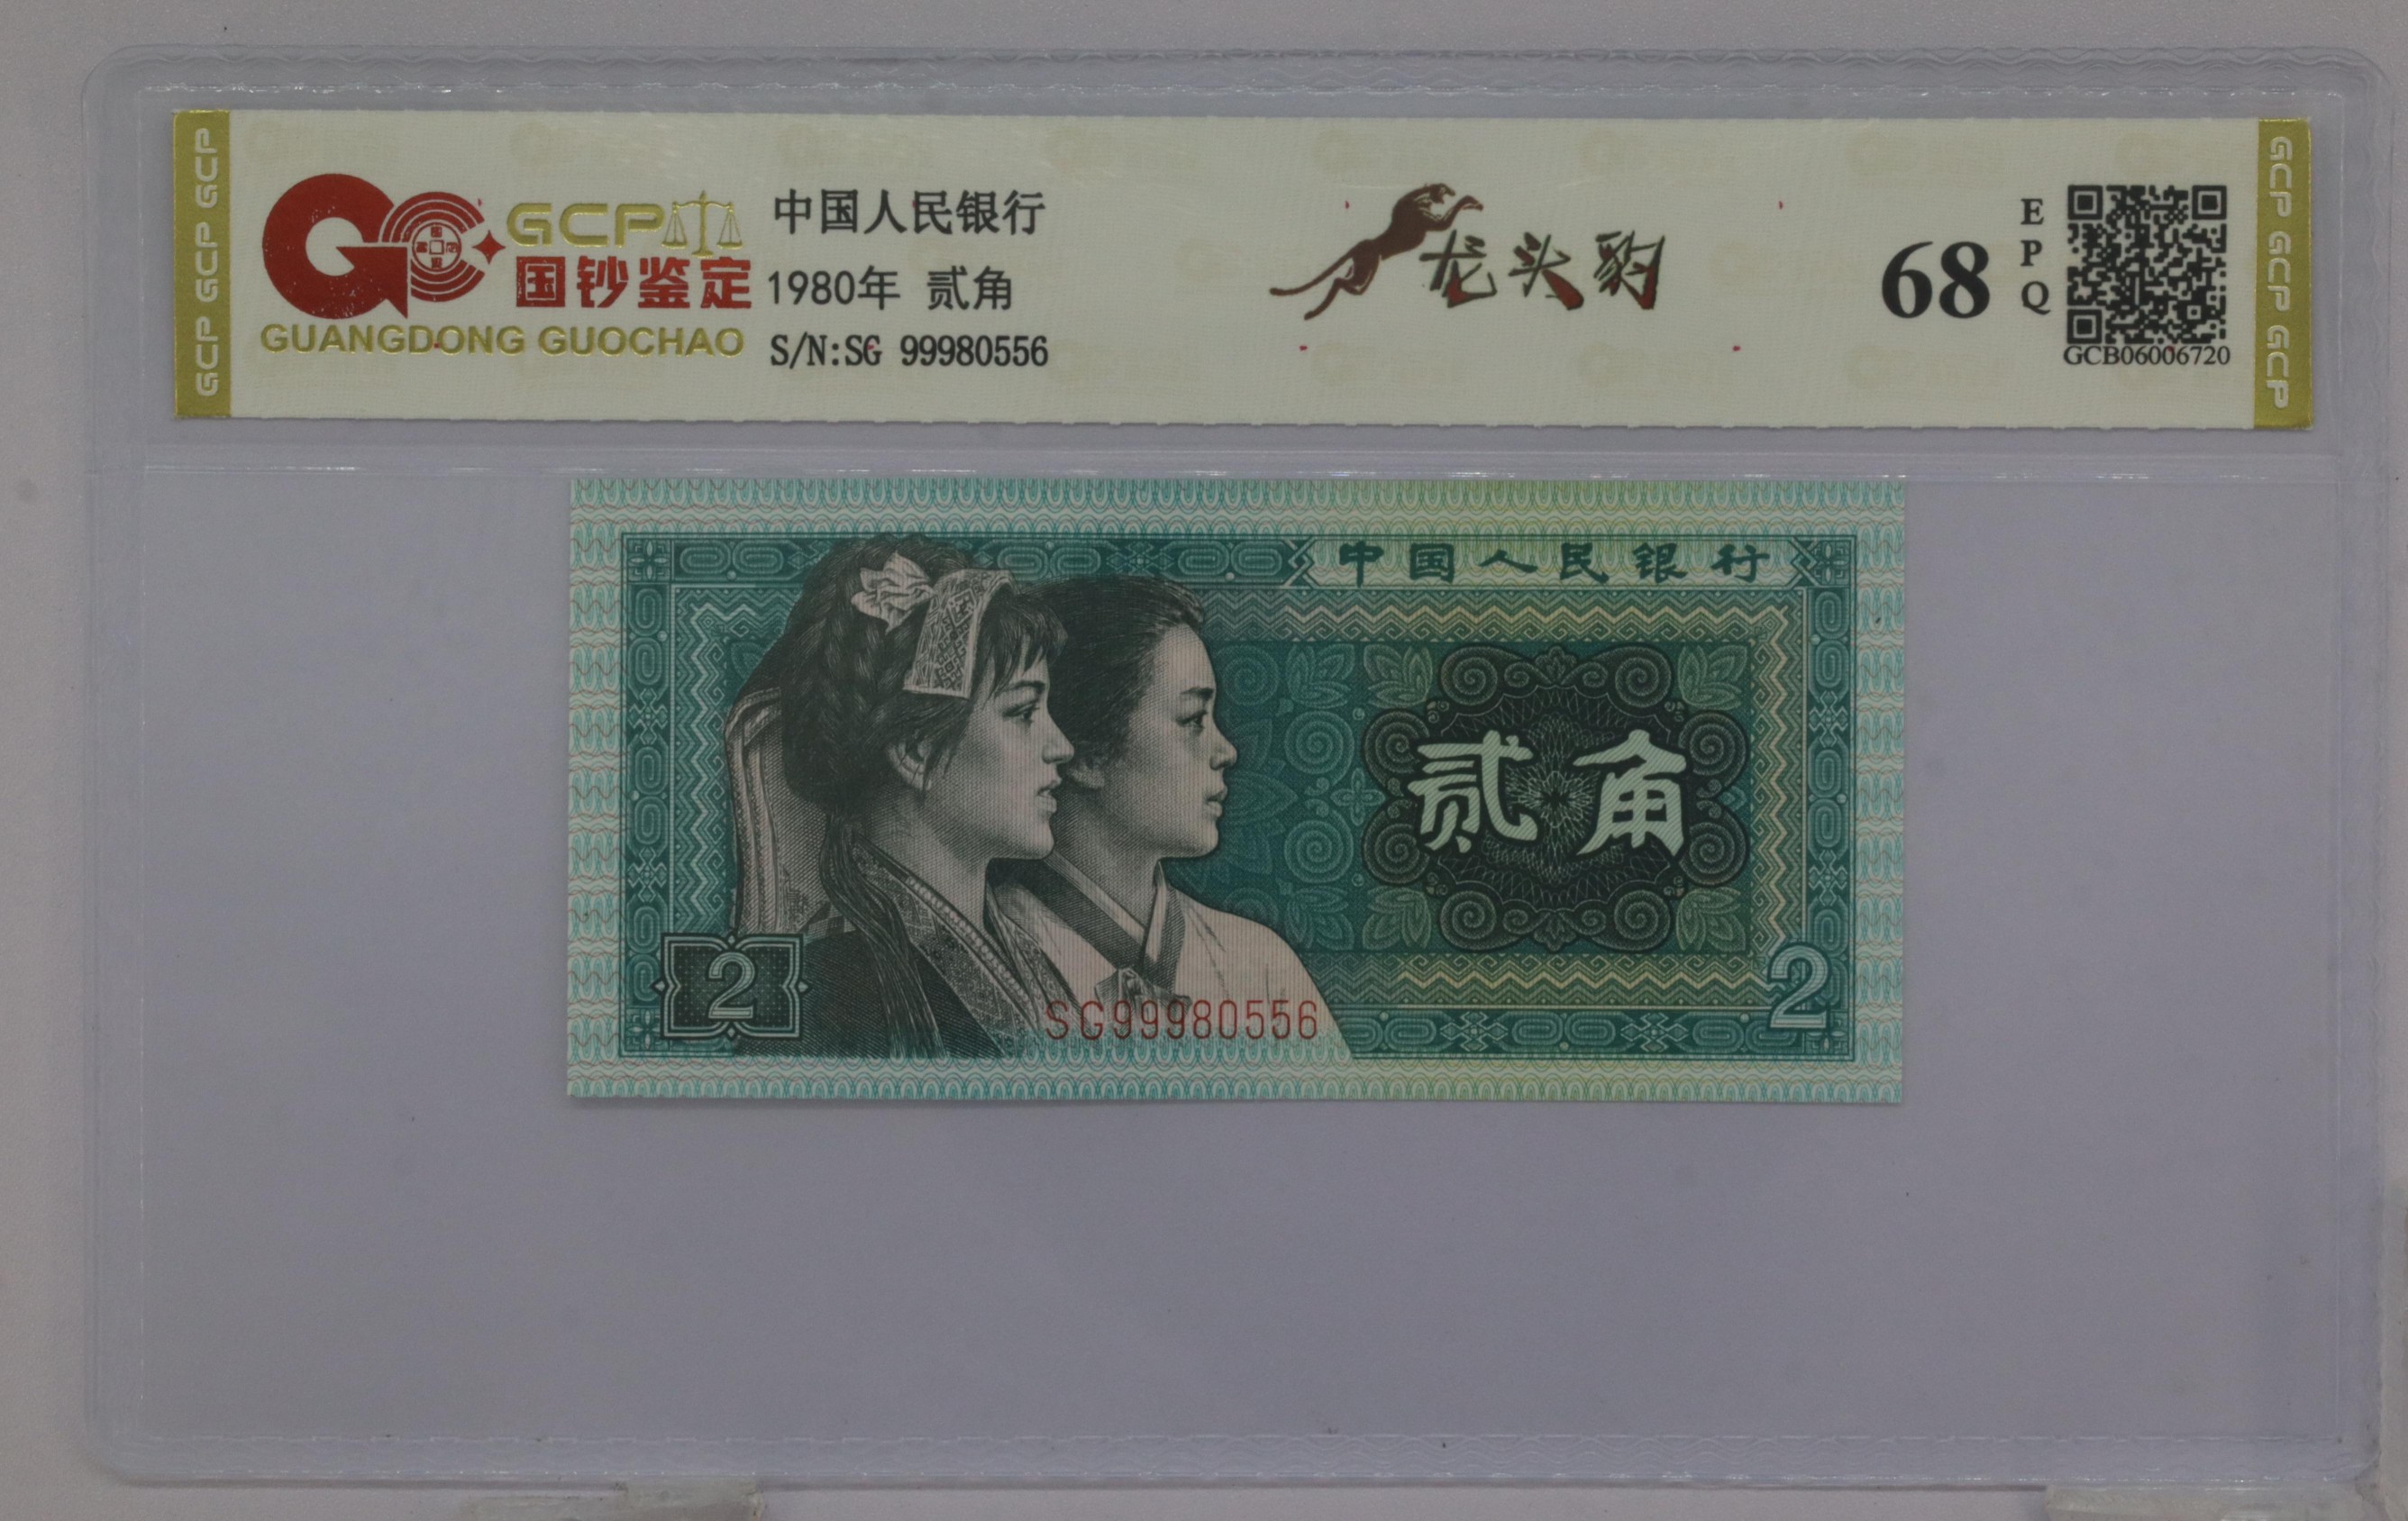 GCP GCP GCP
GCP
国钞鉴定
GUANGDONG GUOCHAO
中国人民银行
1980年 贰角
S/N:SG 99980556
龙头豹
68
EPQ
GCB06006720
GCP GCP GCP
中国人民银行
贰角
2
SG99980556
2